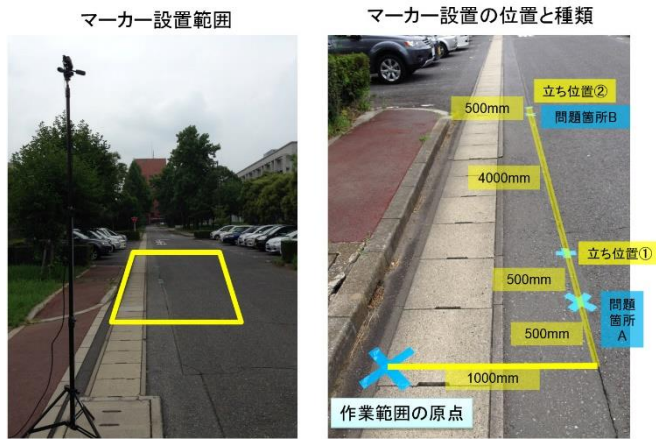 マーカー設置範囲
マーカー設置の位置と種類
立ち位置②
500mm
問題箇所B
4000mm
立ち位置①
500mm
問題
箇所
A
500mm
1000mm
作業範囲の原点